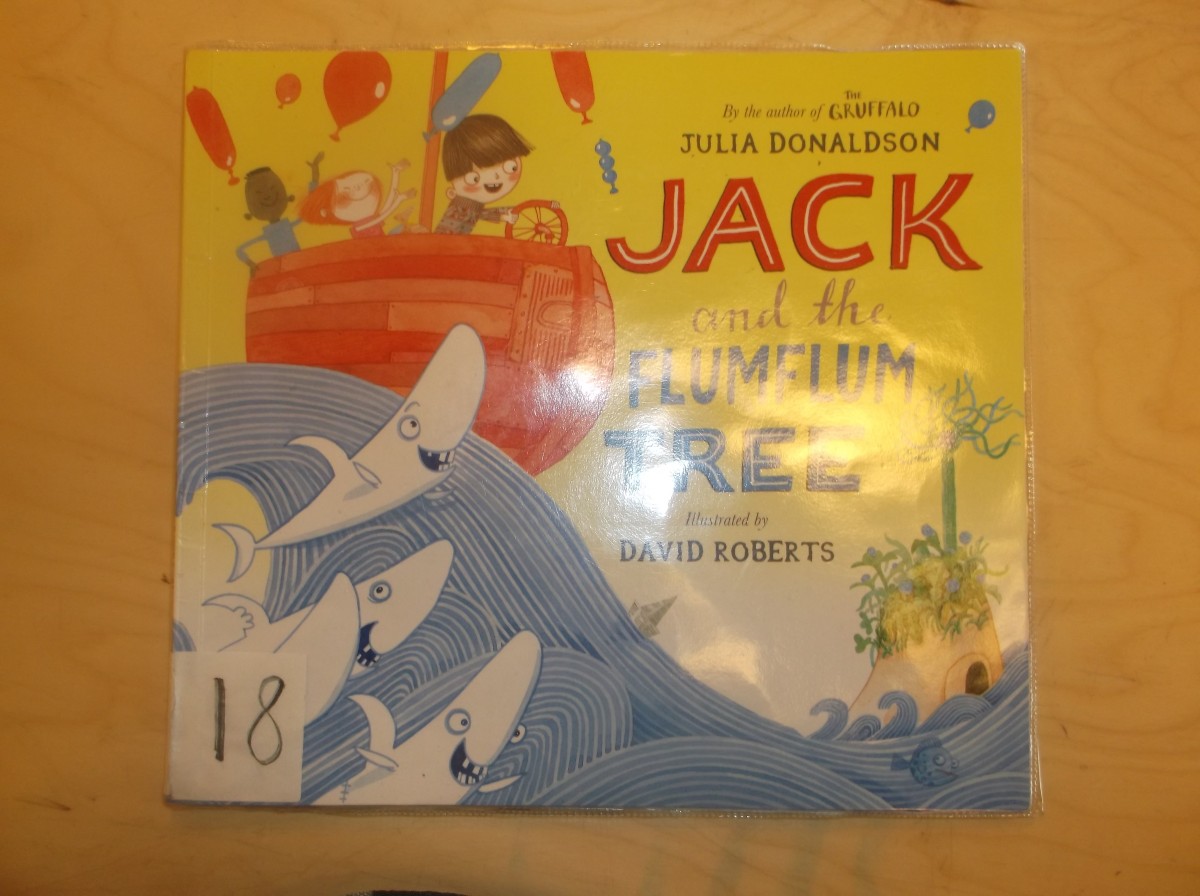 By the author of THE GRUFFALO
JULIA DONALDSON
JACK
and the
FLUMFLUM
TREE
Illustrated by
DAVID ROBERTS
18